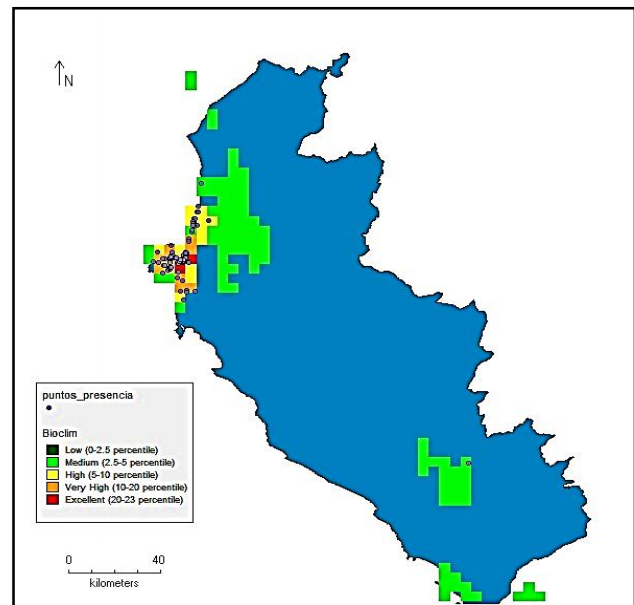 N
puntos_presencia
Bioclim
Low (0-2.5 percentile)
Medium (2.5-5 percentile)
High (5-10 percentile)
Very High (10-20 percentile)
Excellent (20-23 percentile)
0 40
kilometers